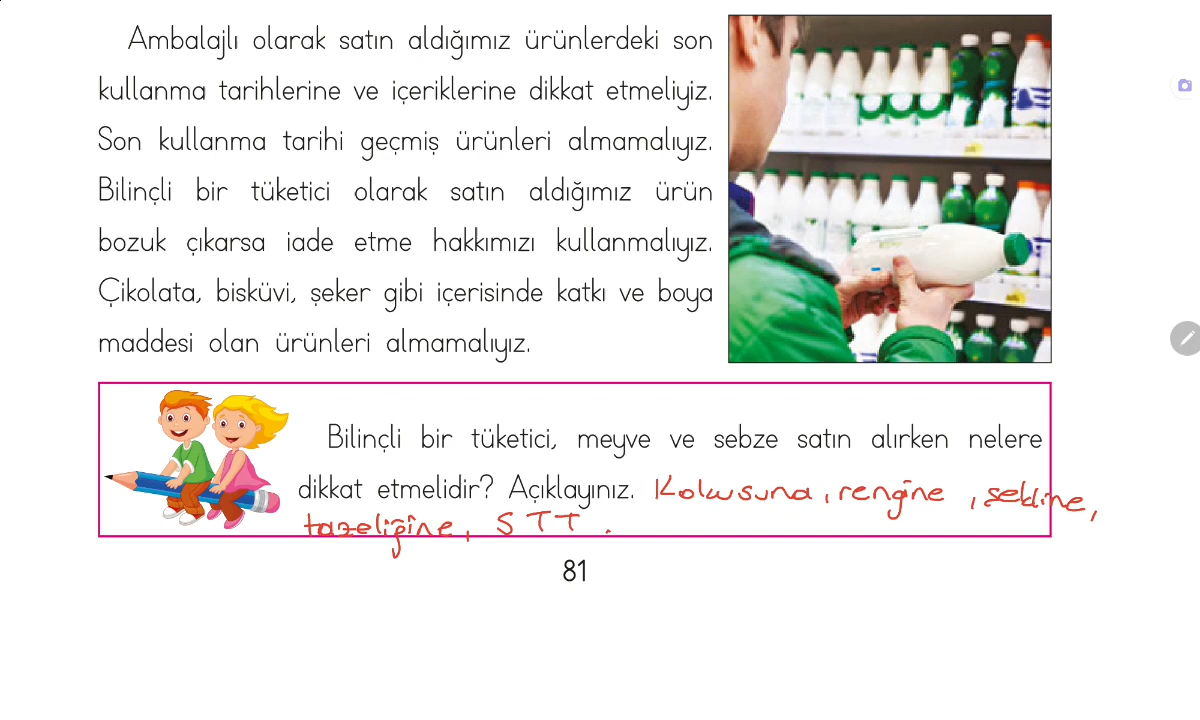 Ambalajlı olarak satın aldığımız ürünlerdeki son
kullanma tarihlerine ve içeriklerine dikkat etmeliyiz.
Son kullanma tarihi geçmiş ürünleri almamalıyız.
Bilinçli bir tüketici olarak satın aldığımız ürün
bozuk çıkarsa iade etme hakkımızı kullanmalıyız.
Çikolata, bisküvi, şeker gibi içerisinde katkı ve boya
maddesi olan ürünleri almamalıyız.
Bilinçli bir tüketici, meyve ve sebze satın alırken nelere
dikkat etmelidir? Açıklayınız. Kokusuna, rengine, şekline,
tazeliğine, STT.
81